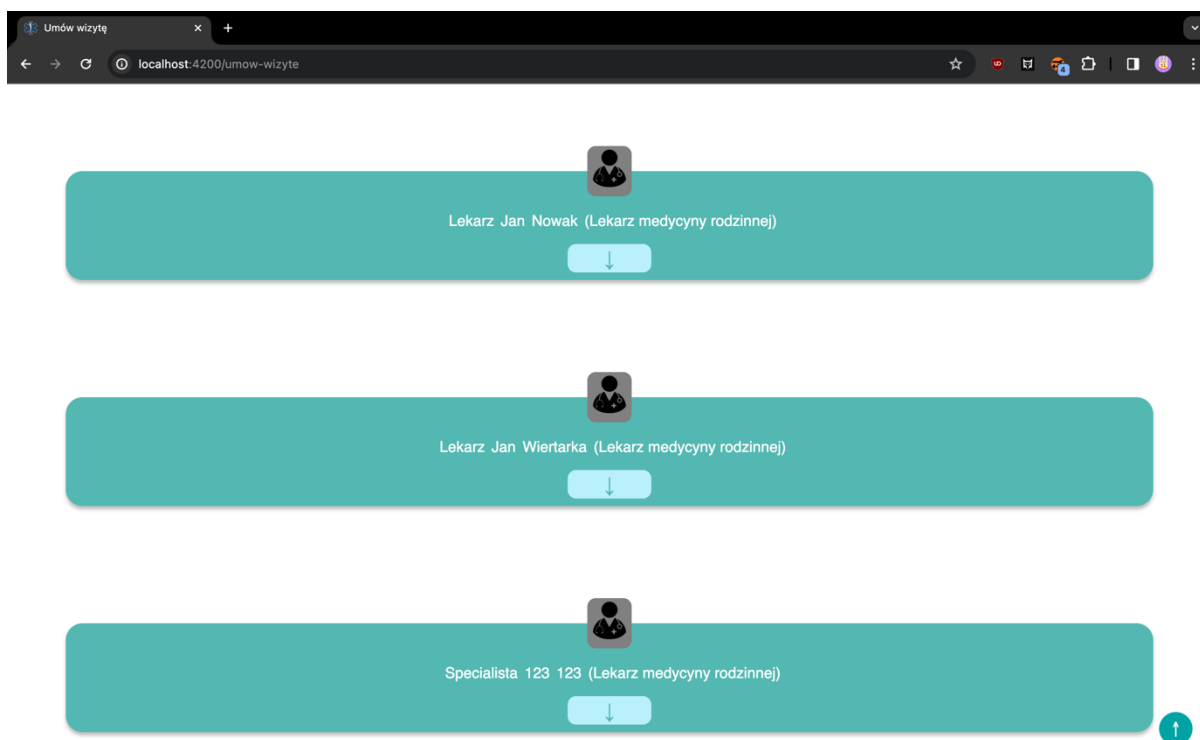 Umów wizytę
localhost:4200/umow-wizyte
4
Lekarz Jan Nowak (Lekarz medycyny rodzinnej)
↓
Lekarz Jan Wiertarka (Lekarz medycyny rodzinnej)
↓
Specialista 123 123 (Lekarz medycyny rodzinnej)
↓
↑